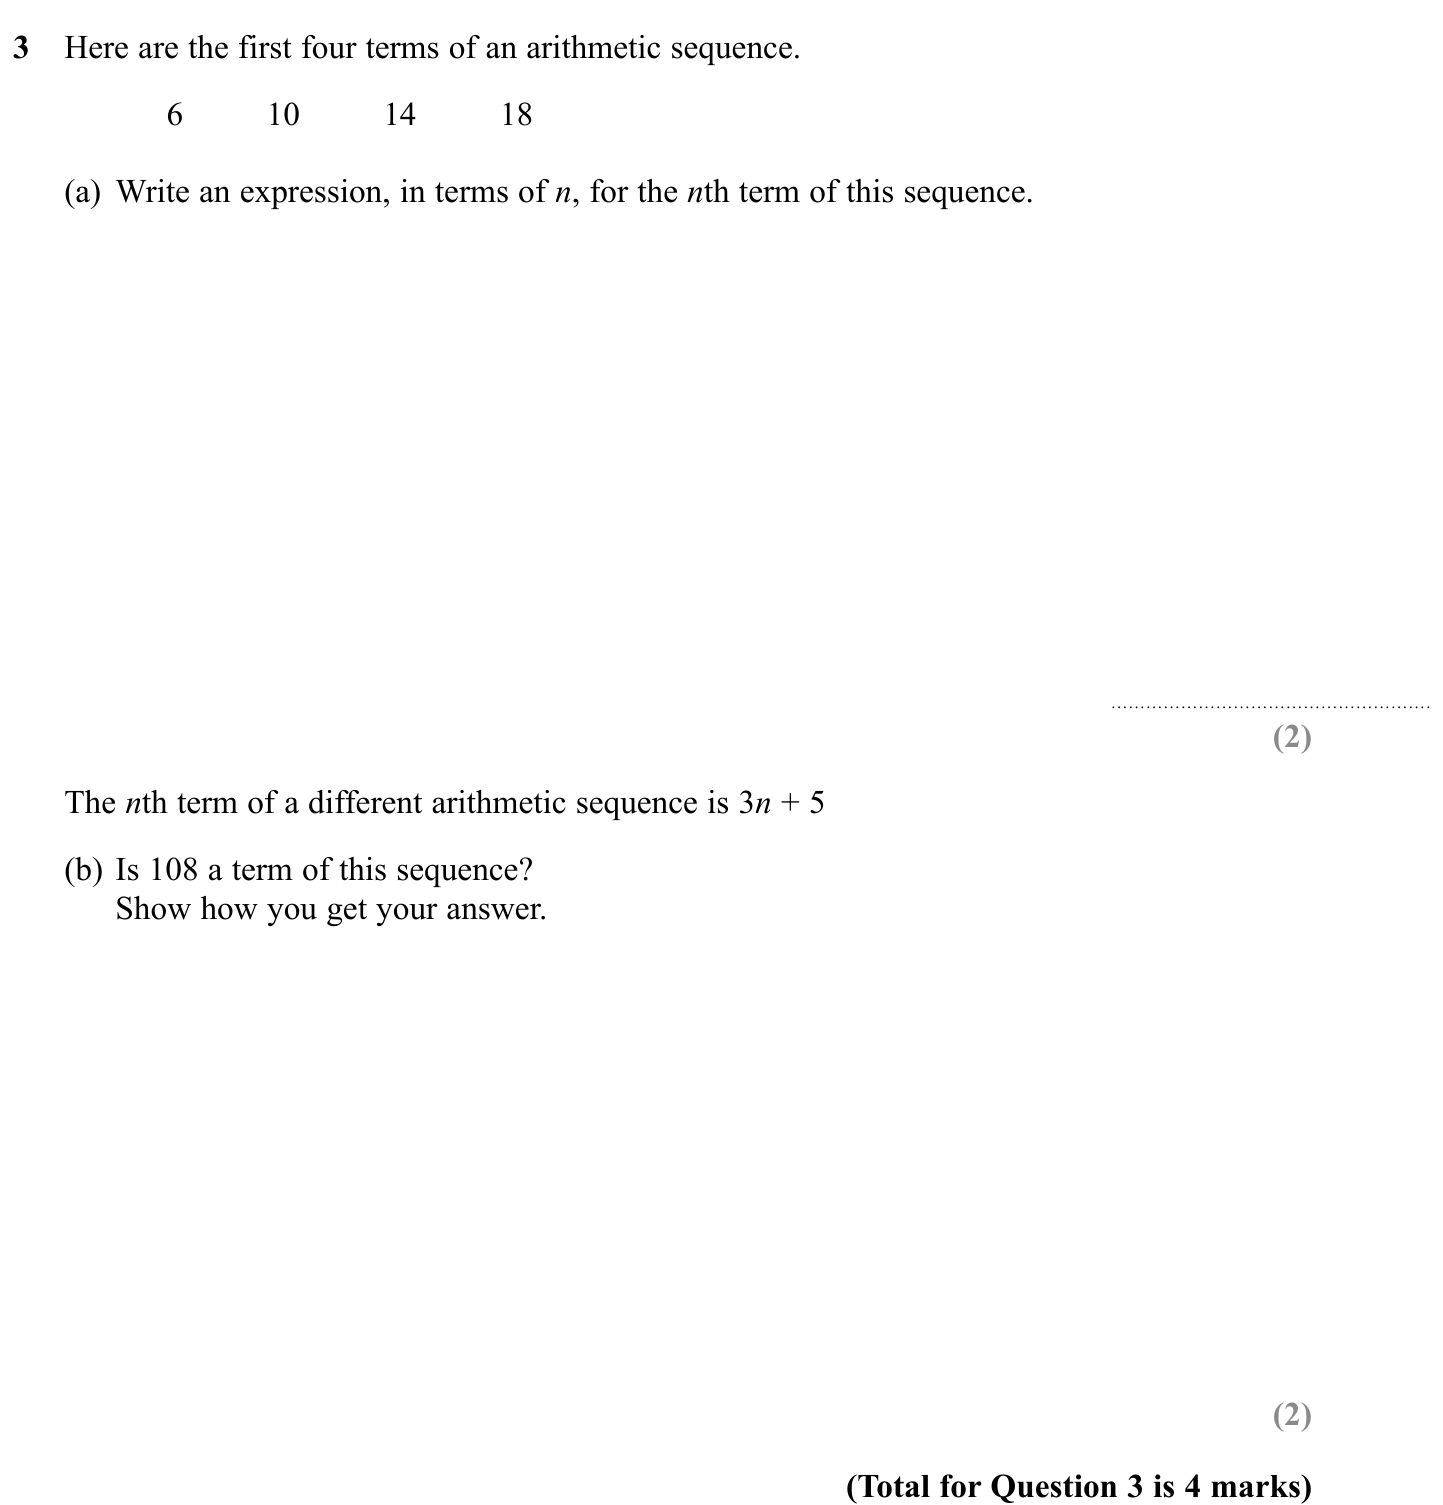 3 Here are the first four terms of an arithmetic sequence.
6 10 14 18
(a) Write an expression, in terms of n, for the nth term of this sequence.
(2)
The nth term of a different arithmetic sequence is 3n + 5
(b) Is 108 a term of this sequence?
Show how you get your answer.
(2)
(Total for Question 3 is 4 marks)